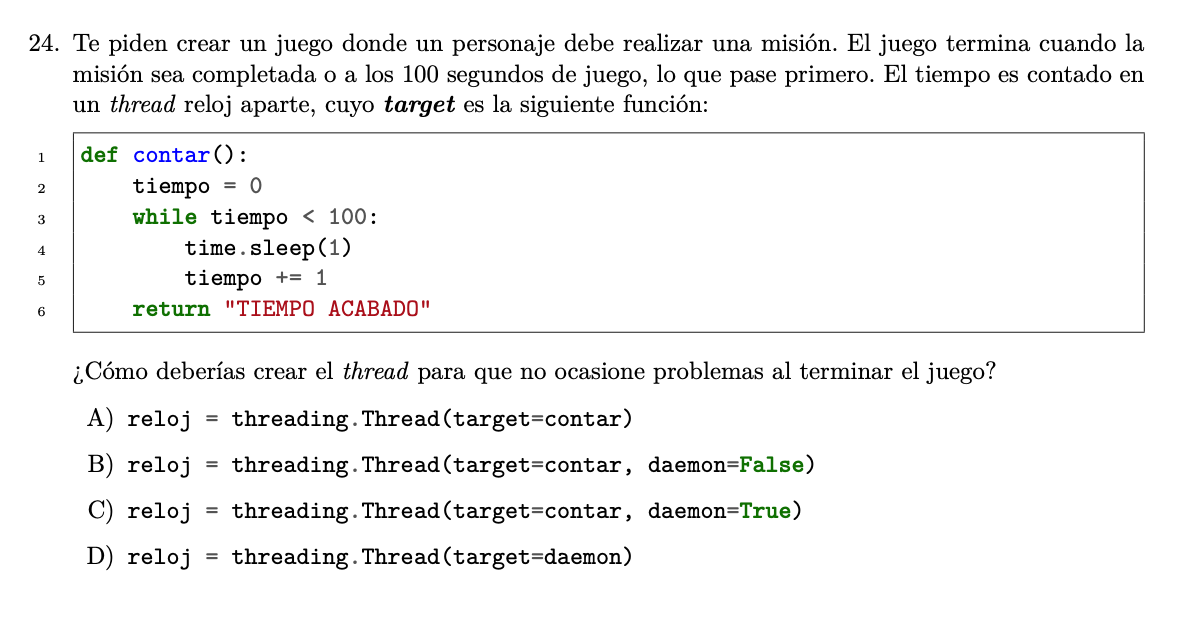 24. Te piden crear un juego donde un personaje debe realizar una misión. El juego termina cuando la
misión sea completada o a los 100 segundos de juego, lo que pase primero. El tiempo es contado en
un thread reloj aparte, cuyo target es la siguiente función:
1 def contar():
2     tiempo = 0
3     while tiempo < 100:
4         time.sleep(1)
5         tiempo += 1
6     return "TIEMPO ACABADO"
¿Cómo deberías crear el thread para que no ocasione problemas al terminar el juego?
A) reloj = threading.Thread(target=contar)
B) reloj = threading.Thread(target=contar, daemon=False)
C) reloj = threading.Thread(target=contar, daemon=True)
D) reloj = threading.Thread(target=daemon)